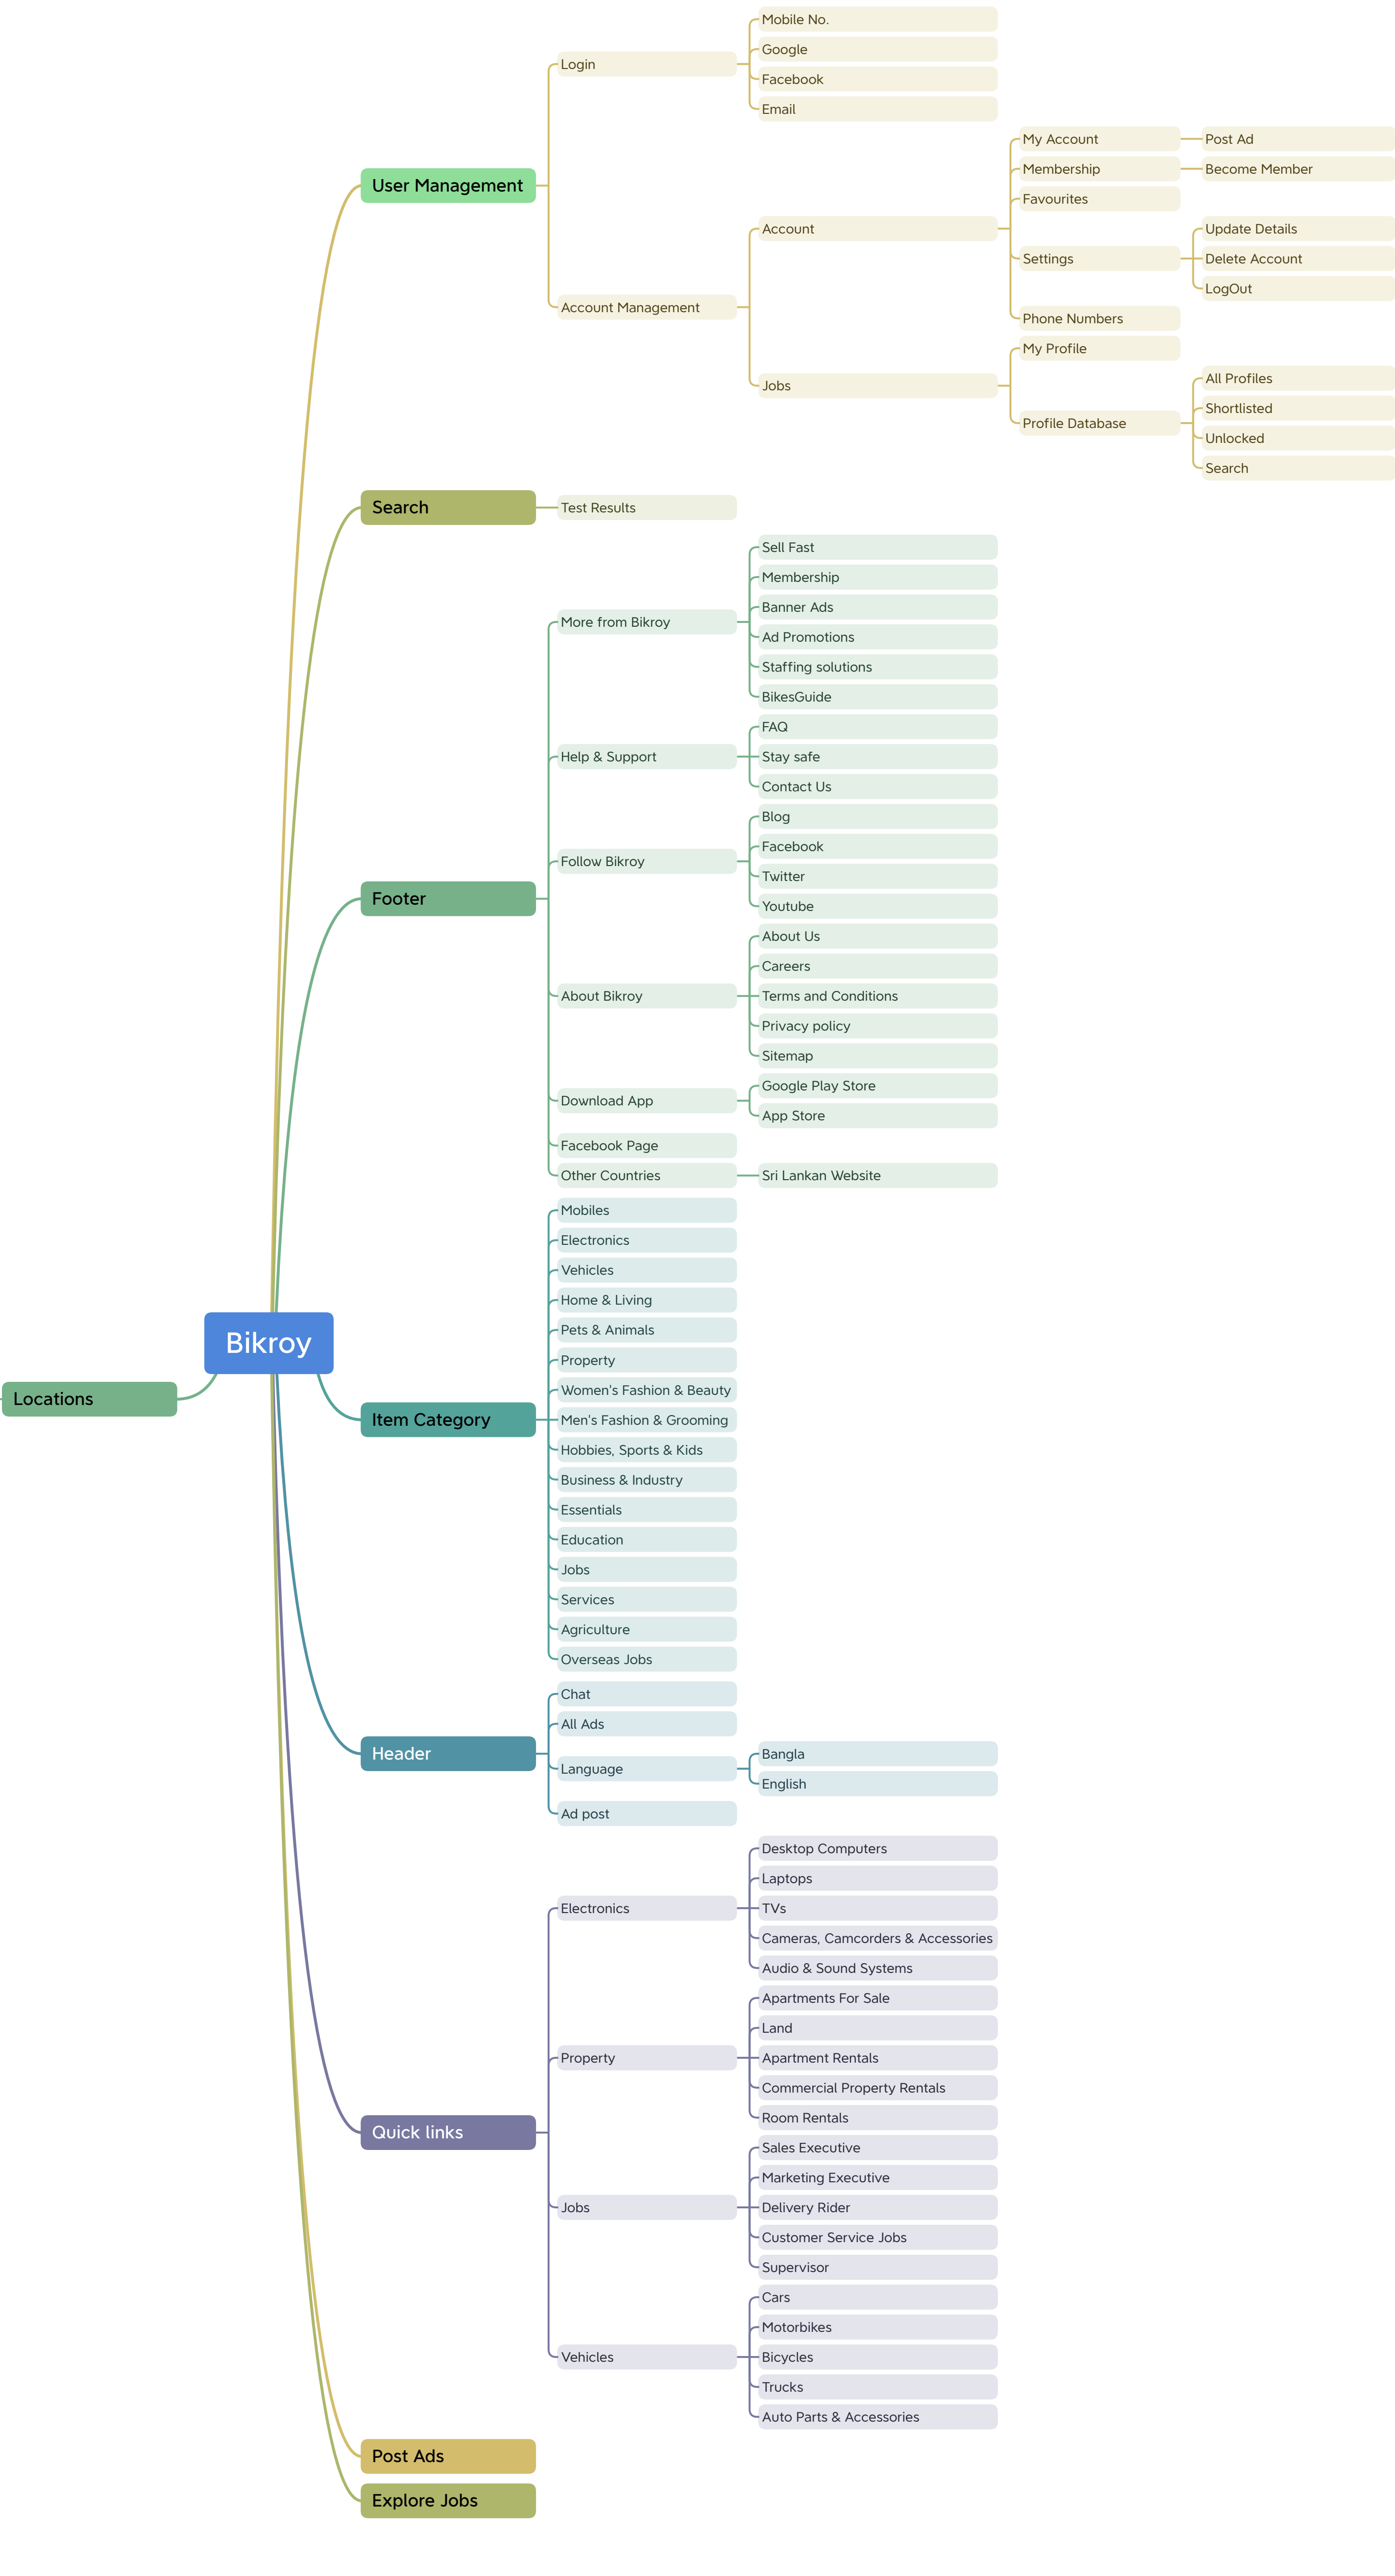 Bikroy
Locations
User Management
Login
Mobile No.
Google
Facebook
Email
Account Management
Account
My Account
Post Ad
Membership
Become Member
Favourites
Settings
Update Details
Delete Account
LogOut
Phone Numbers
Jobs
My Profile
Profile Database
All Profiles
Shortlisted
Unlocked
Search
Search
Test Results
Footer
More from Bikroy
Sell Fast
Membership
Banner Ads
Ad Promotions
Staffing solutions
BikesGuide
Help & Support
FAQ
Stay safe
Contact Us
Follow Bikroy
Blog
Facebook
Twitter
Youtube
About Bikroy
About Us
Careers
Terms and Conditions
Privacy policy
Sitemap
Download App
Google Play Store
App Store
Facebook Page
Other Countries
Sri Lankan Website
Item Category
Mobiles
Electronics
Vehicles
Home & Living
Pets & Animals
Property
Women's Fashion & Beauty
Men's Fashion & Grooming
Hobbies, Sports & Kids
Business & Industry
Essentials
Education
Jobs
Services
Agriculture
Overseas Jobs
Header
Chat
All Ads
Language
Bangla
English
Ad post
Quick links
Electronics
Desktop Computers
Laptops
TVs
Cameras, Camcorders & Accessories
Audio & Sound Systems
Property
Apartments For Sale
Land
Apartment Rentals
Commercial Property Rentals
Room Rentals
Jobs
Sales Executive
Marketing Executive
Delivery Rider
Customer Service Jobs
Supervisor
Vehicles
Cars
Motorbikes
Bicycles
Trucks
Auto Parts & Accessories
Post Ads
Explore Jobs